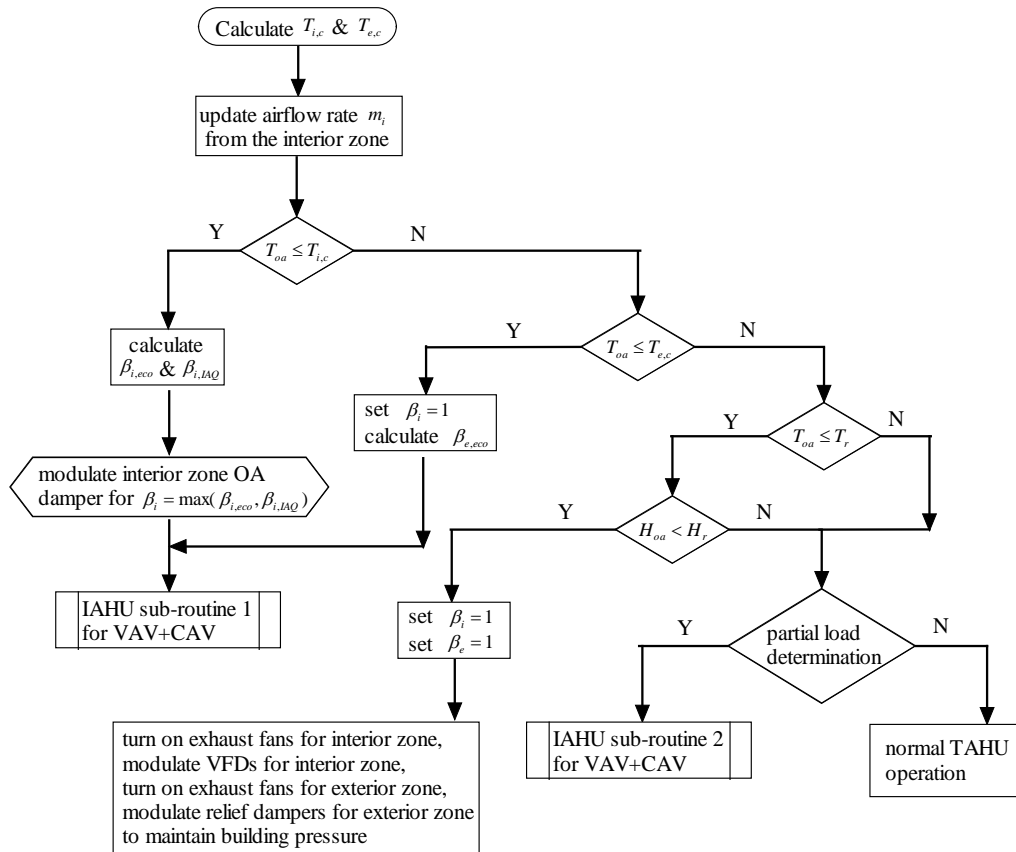 Calculate T_{i,c} & T_{e,c}
update airflow rate m_i
from the interior zone
Y
N
T_{oa} ≤ T_{i,c}
Y
N
calculate
β_{i,eco} & β_{i,IAQ}
T_{oa} ≤ T_{e,c}
set β_i = 1
calculate β_{e,eco}
Y
N
T_{oa} ≤ T_r
modulate interior zone OA
damper for β_i = max(β_{i,eco}, β_{i,IAQ})
Y
N
H_{oa} < H_r
IAHU sub-routine 1
for VAV+CAV
set β_i = 1
set β_e = 1
Y
N
partial load
determination
turn on exhaust fans for interior zone,
modulate VFDs for interior zone,
turn on exhaust fans for exterior zone,
modulate relief dampers for exterior zone
to maintain building pressure
IAHU sub-routine 2
for VAV+CAV
normal TAHU
operation